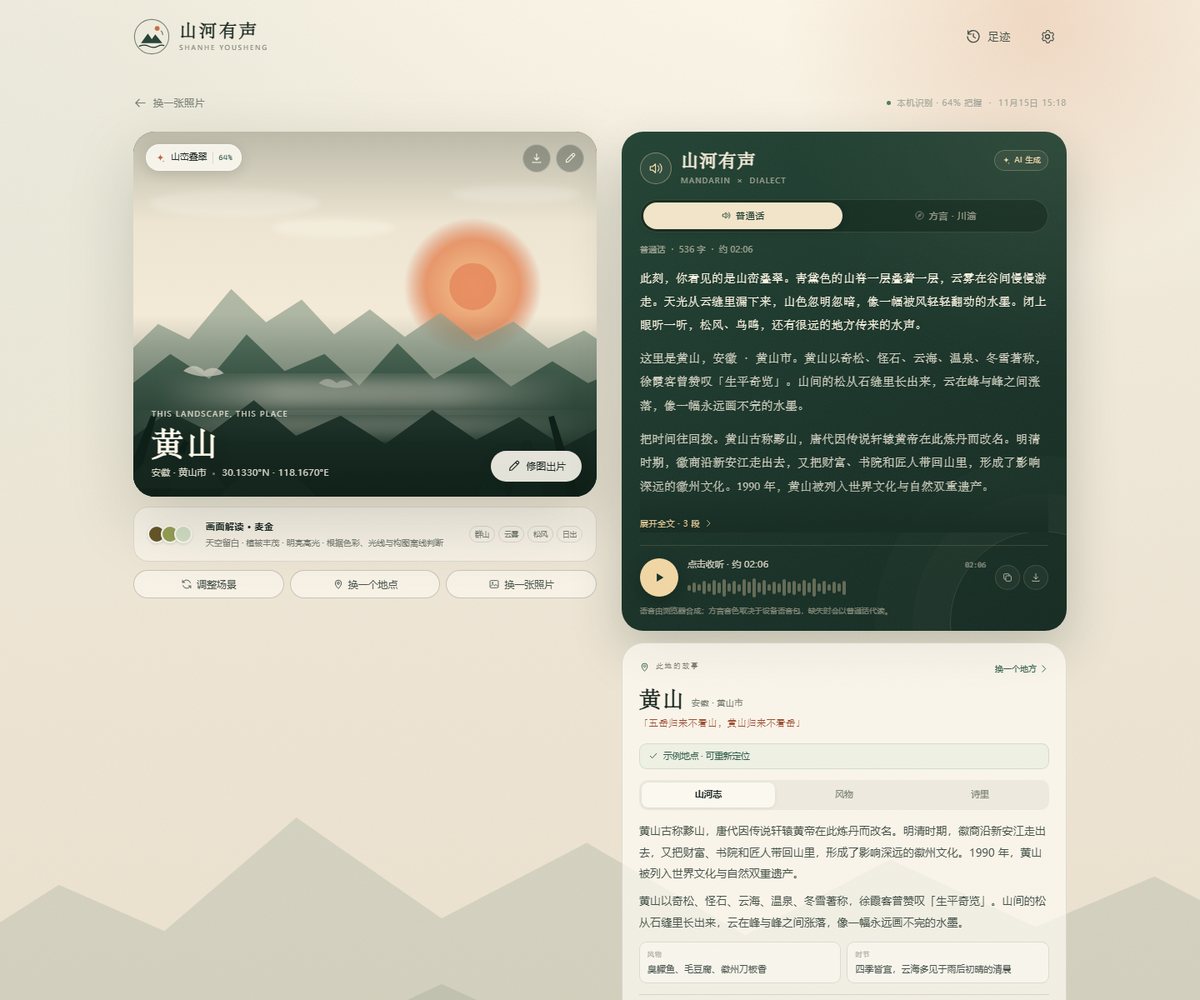 山河有声
SHANHE YOUSHENG
足迹
换一张照片
本机识别 · 64% 把握 · 11月15日 15:18
山峦叠翠 64%
THIS LANDSCAPE, THIS PLACE
黄山
安徽 · 黄山市 • 30.1330°N · 118.1670°E
修图出片
画面解读 • 麦金
天空留白 · 植被丰茂 · 明亮高光 · 根据色彩、光线与构图离线判断
群山 云雾 松风 日出
调整场景 换一个地点 换一张照片
山河有声
MANDARIN × DIALECT
AI 生成
普通话 方言 · 川渝
普通话 · 536 字 · 约 02:06
此刻，你看见的是山峦叠翠。青黛色的山脊一层叠着一层，云雾在谷间慢慢游
走。天光从云缝里漏下来，山色忽明忽暗，像一幅被风轻轻翻动的水墨。闭上
眼听一听，松风、鸟鸣，还有很远的地方传来的水声。
这里是黄山，安徽 · 黄山市。黄山以奇松、怪石、云海、温泉、冬雪著称，
徐霞客曾赞叹「生平奇览」。山间的松从石缝里长出来，云在峰与峰之间涨
落，像一幅永远画不完的水墨。
把时间往回拨。黄山古称黟山，唐代因传说轩辕黄帝在此炼丹而改名。明清
时期，徽商沿新安江走出去，又把财富、书院和匠人带回山里，形成了影响
深远的徽州文化。1990 年，黄山被列入世界文化与自然双重遗产。
展开全文 · 3 段
点击收听 · 约 02:06
02:06
语音由浏览器合成；方言音色取决于设备语音包，缺失时会以普通话代读。
此地的故事
换一个地方
黄山 安徽 · 黄山市
「五岳归来不看山，黄山归来不看岳」
示例地点 · 可重新定位
山河志 风物 诗里
黄山古称黟山，唐代因传说轩辕黄帝在此炼丹而改名。明清时期，徽商沿新安江走出
去，又把财富、书院和匠人带回山里，形成了影响深远的徽州文化。1990 年，黄山
被列入世界文化与自然双重遗产。
黄山以奇松、怪石、云海、温泉、冬雪著称，徐霞客曾赞叹「生平奇览」。山间的松
从石缝里长出来，云在峰与峰之间涨落，像一幅永远画不完的水墨。
风物
臭鳜鱼、毛豆腐、徽州刀板香
时节
四季皆宜，云海多见于雨后初晴的清晨